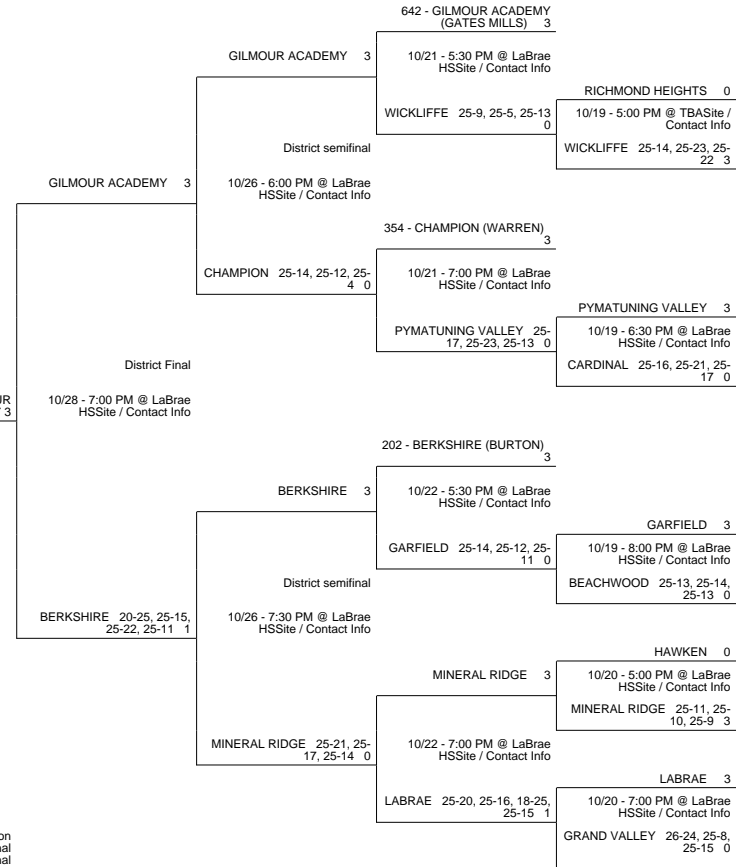 642 - GILMOUR ACADEMY
(GATES MILLS) 3
GILMOUR ACADEMY 3
10/21 - 5:30 PM @ LaBrae
HSSite / Contact Info
RICHMOND HEIGHTS 0
WICKLIFFE 25-9, 25-5, 25-13
0
10/19 - 5:00 PM @ TBASite /
Contact Info
District semifinal
WICKLIFFE 25-14, 25-23, 25-
22 3
GILMOUR ACADEMY 3
10/26 - 6:00 PM @ LaBrae
HSSite / Contact Info
354 - CHAMPION (WARREN)
3
CHAMPION 25-14, 25-12, 25-
4 0
10/21 - 7:00 PM @ LaBrae
HSSite / Contact Info
PYMATUNING VALLEY 3
PYMATUNING VALLEY 25-
17, 25-23, 25-13 0
10/19 - 6:30 PM @ LaBrae
HSSite / Contact Info
District Final
CARDINAL 25-16, 25-21, 25-
17 0
UR
3
10/28 - 7:00 PM @ LaBrae
HSSite / Contact Info
202 - BERKSHIRE (BURTON)
3
BERKSHIRE 3
10/22 - 5:30 PM @ LaBrae
HSSite / Contact Info
GARFIELD 3
GARFIELD 25-14, 25-12, 25-
11 0
10/19 - 8:00 PM @ LaBrae
HSSite / Contact Info
District semifinal
BEACHWOOD 25-13, 25-14,
25-13 0
BERKSHIRE 20-25, 25-15,
25-22, 25-11 1
10/26 - 7:30 PM @ LaBrae
HSSite / Contact Info
HAWKEN 0
MINERAL RIDGE 3
10/20 - 5:00 PM @ LaBrae
HSSite / Contact Info
MINERAL RIDGE 25-11, 25-
10, 25-9 3
MINERAL RIDGE 25-21, 25-
17, 25-14 0
10/22 - 7:00 PM @ LaBrae
HSSite / Contact Info
LABRAE 3
LABRAE 25-20, 25-16, 18-25,
25-15 1
10/20 - 7:00 PM @ LaBrae
HSSite / Contact Info
GRAND VALLEY 26-24, 25-8,
25-15 0
on
nal
nal